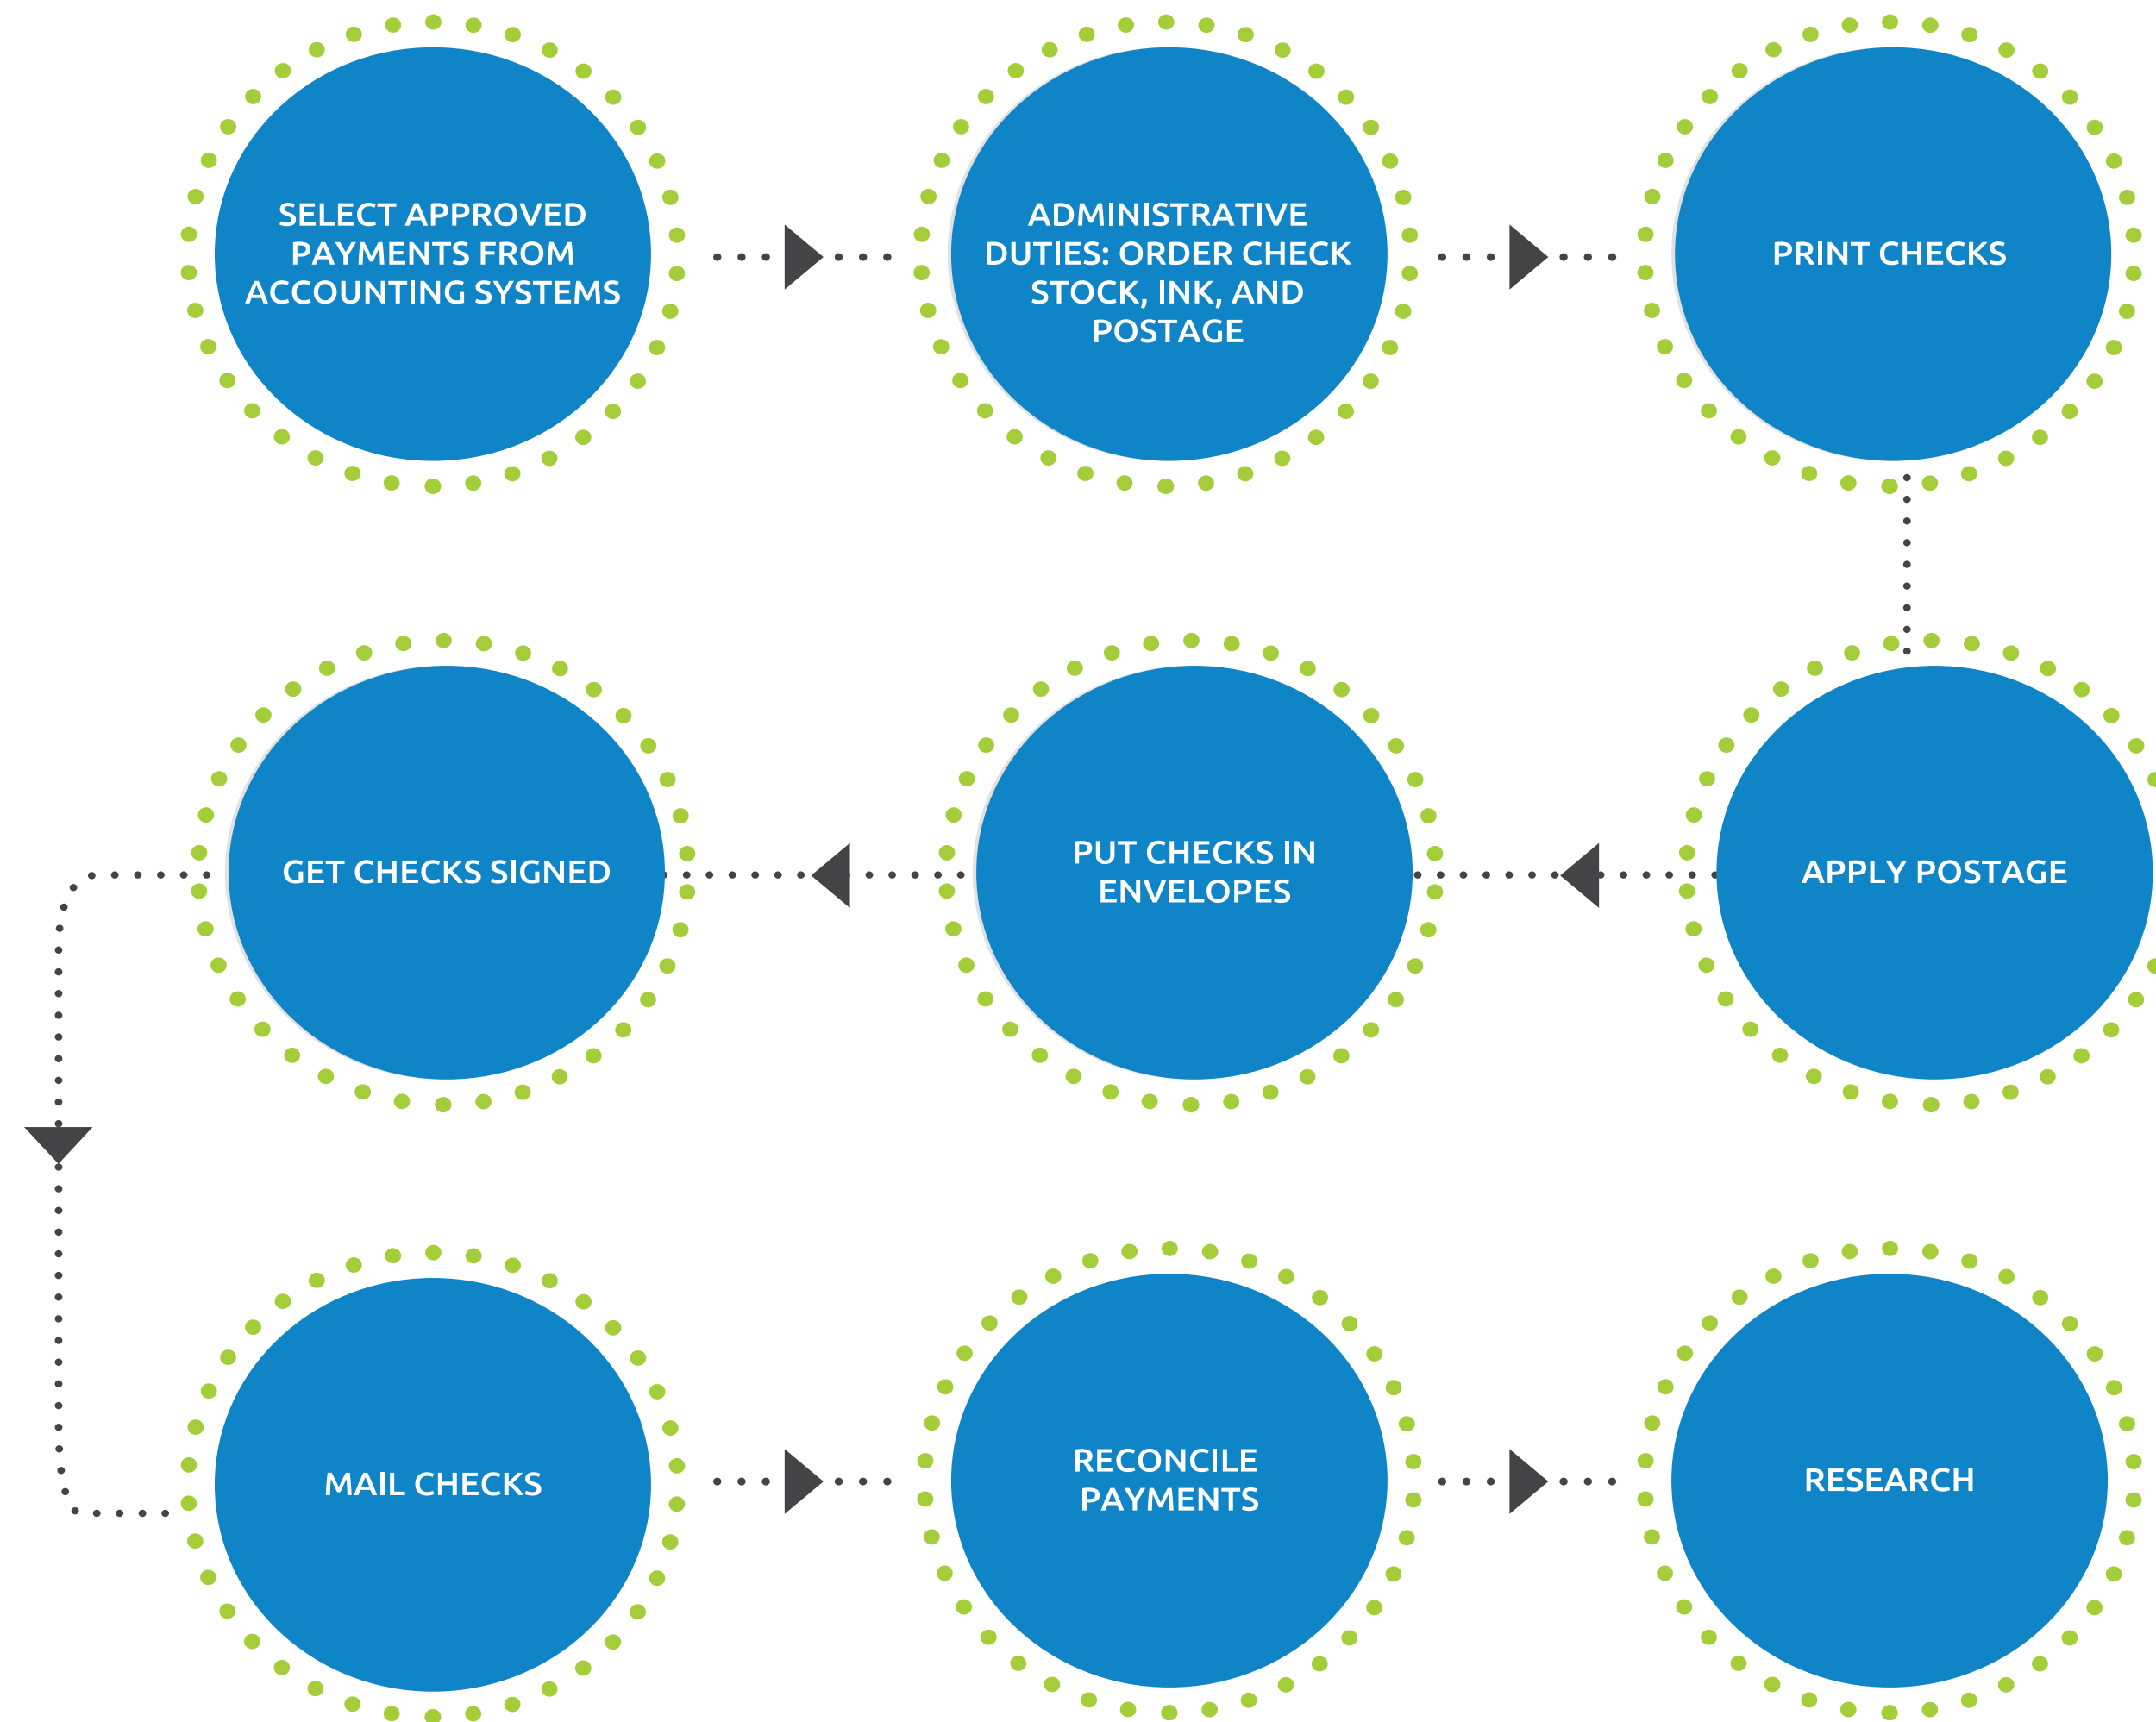 SELECT APPROVED
PAYMENTS FROM
ACCOUNTING SYSTEMS
ADMINISTRATIVE
DUTIES: ORDER CHECK
STOCK, INK, AND
POSTAGE
PRINT CHECKS
APPLY POSTAGE
PUT CHECKS IN
ENVELOPES
GET CHECKS SIGNED
MAIL CHECKS
RECONCILE
PAYMENTS
RESEARCH